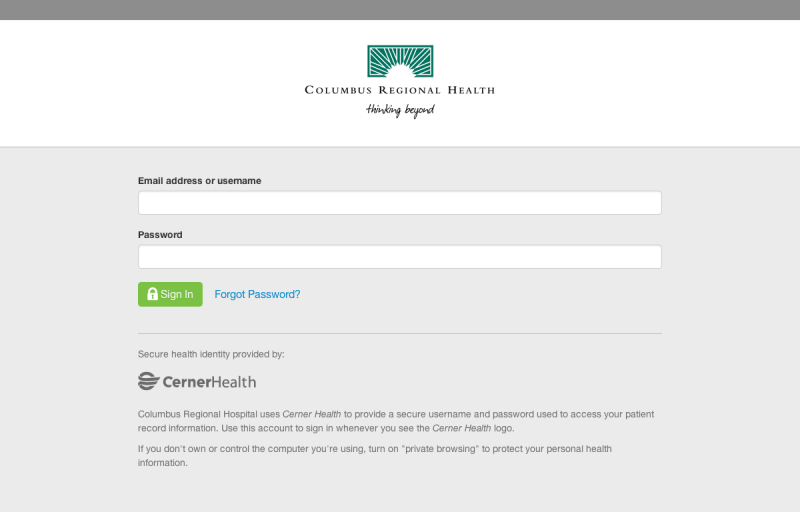 COLUMBUS REGIONAL HEALTH
thinking beyond
Email address or username
Password
Sign In Forgot Password?
Secure health identity provided by:
CernerHealth
Columbus Regional Hospital uses Cerner Health to provide a secure username and password used to access your patient
record information. Use this account to sign in whenever you see the Cerner Health logo.
If you don't own or control the computer you're using, turn on "private browsing" to protect your personal health
information.